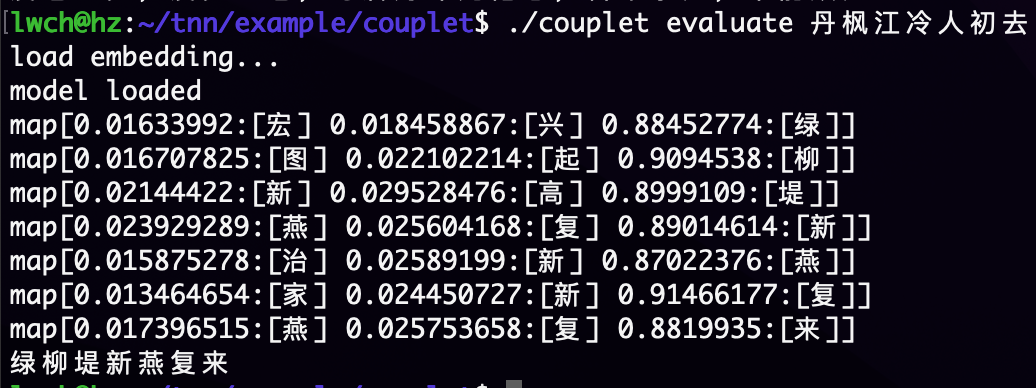 lwch@hz:~/tnn/example/couplet$ ./couplet evaluate 丹枫江冷人初去
load embedding...
model loaded
map[0.01633992:[宏] 0.018458867:[兴] 0.88452774:[绿]]
map[0.016707825:[图] 0.022102214:[起] 0.9094538:[柳]]
map[0.02144422:[新] 0.029528476:[高] 0.8999109:[堤]]
map[0.023929289:[燕] 0.025604168:[复] 0.89014614:[新]]
map[0.015875278:[治] 0.02589199:[新] 0.87022376:[燕]]
map[0.013464654:[家] 0.024450727:[新] 0.91466177:[复]]
map[0.017396515:[燕] 0.025753658:[复] 0.8819935:[来]]
绿柳堤新燕复来